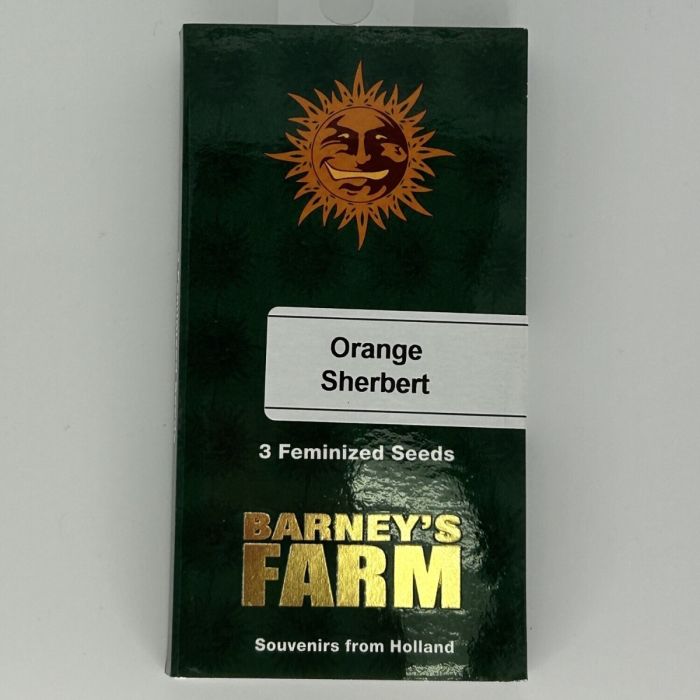 Orange
Sherbert
3 Feminized Seeds
BARNEY'S
FARM
Souvenirs from Holland